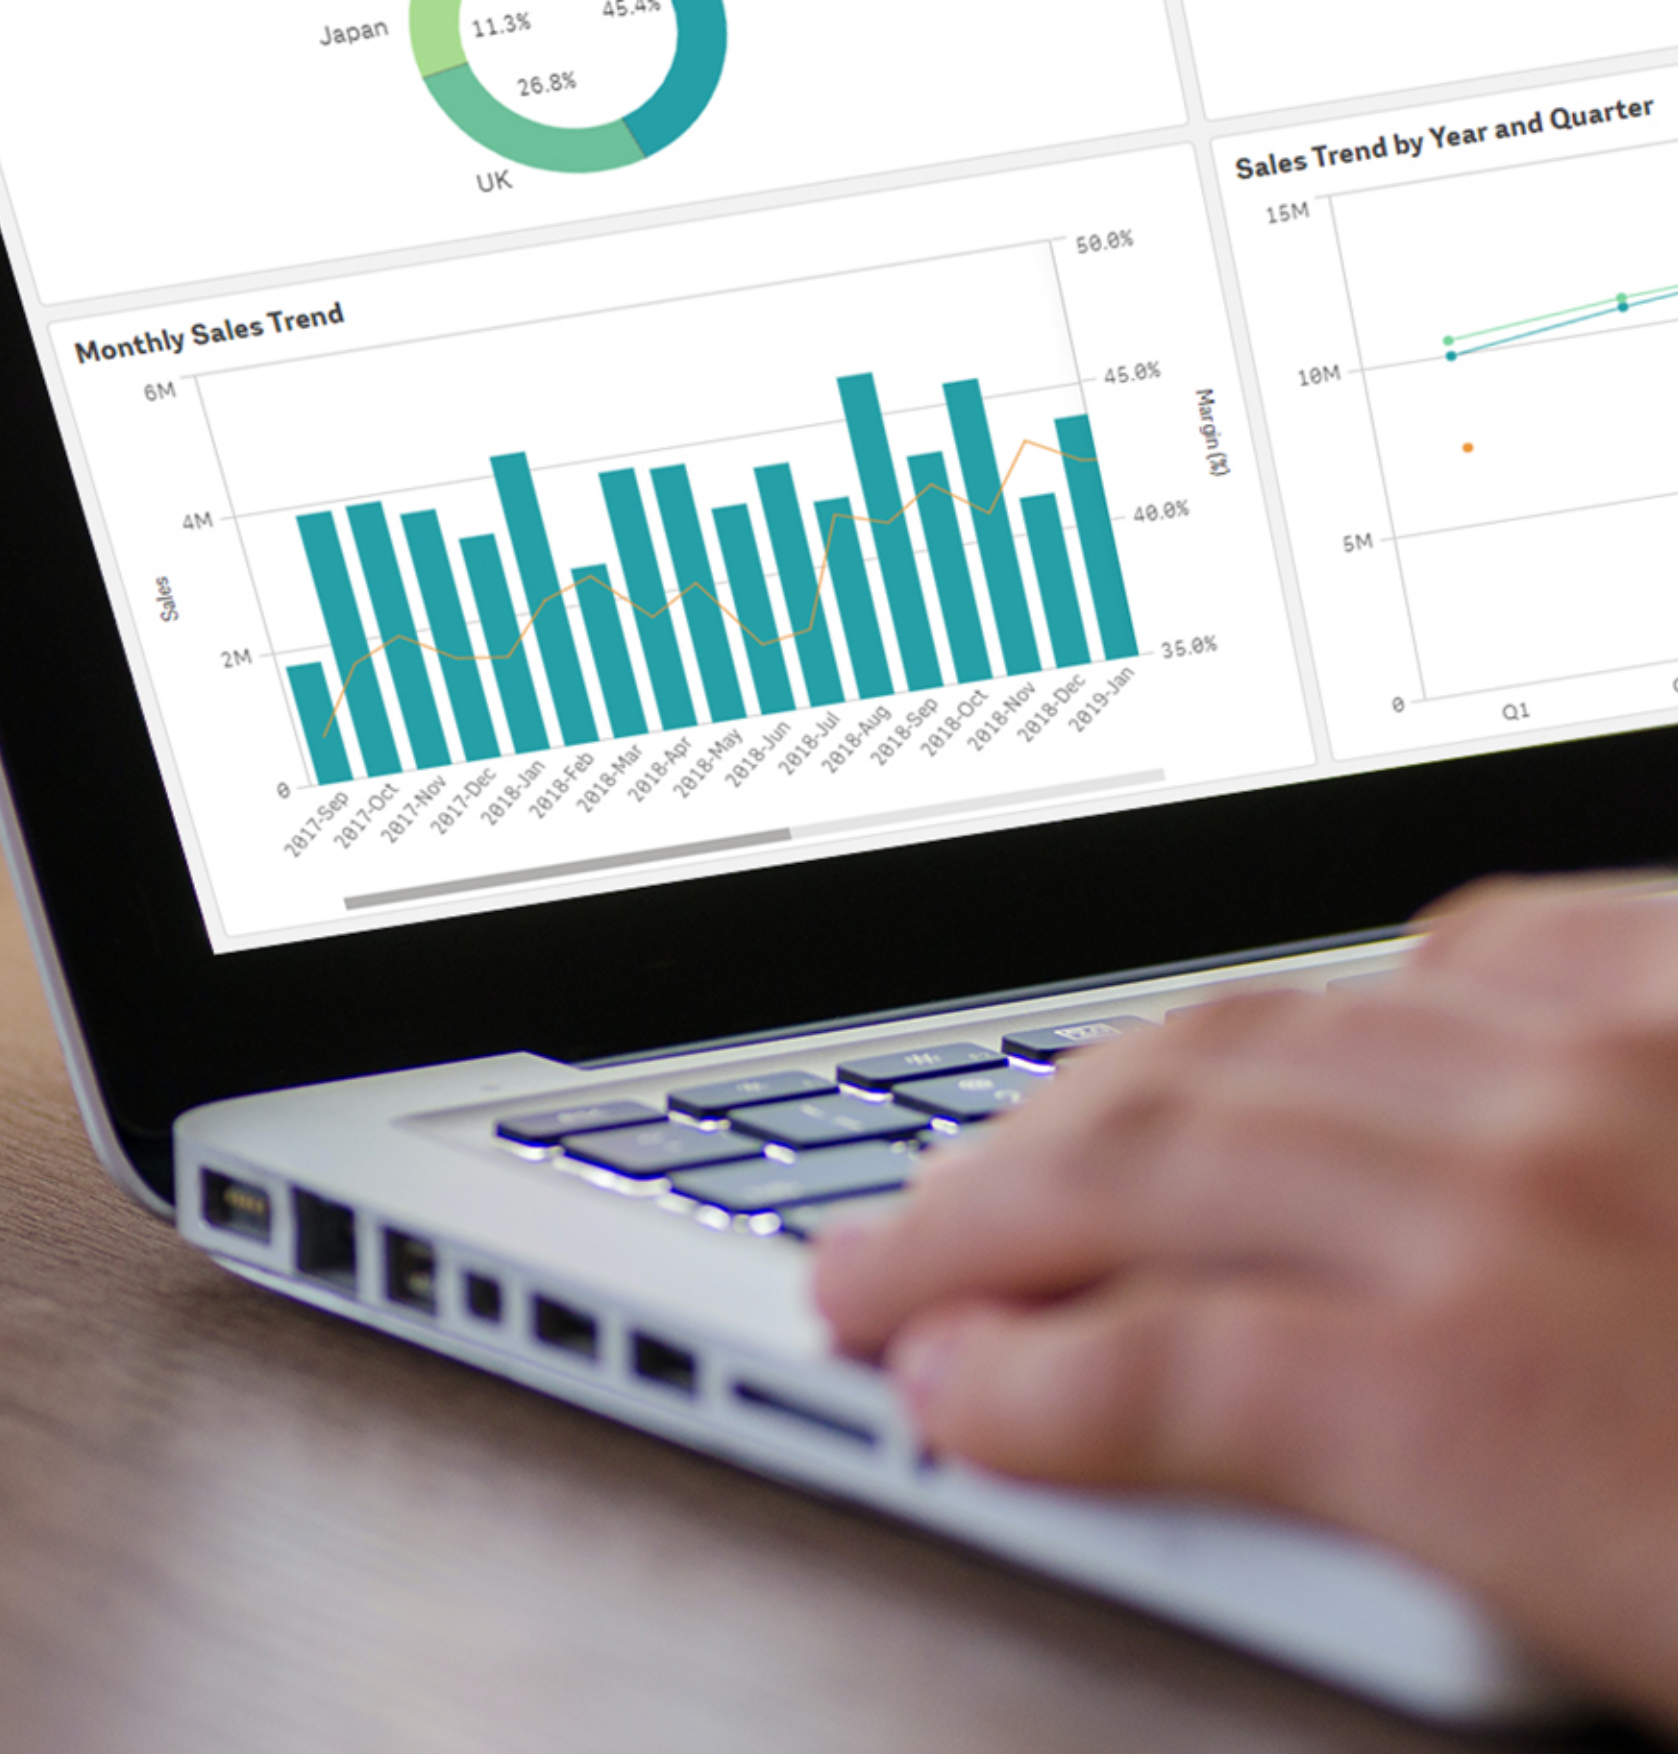 Japan
11.3%
45.4%
26.8%
UK
Monthly Sales Trend
6M
4M
2M
0
Sales
50.0%
45.0%
40.0%
35.0%
Margin (%)
2017-Sep
2017-Oct
2017-Nov
2017-Dec
2018-Jan
2018-Feb
2018-Mar
2018-Apr
2018-May
2018-Jun
2018-Jul
2018-Aug
2018-Sep
2018-Oct
2018-Nov
2018-Dec
2019-Jan
Sales Trend by Year and Quarter
15M
10M
5M
0
Q1